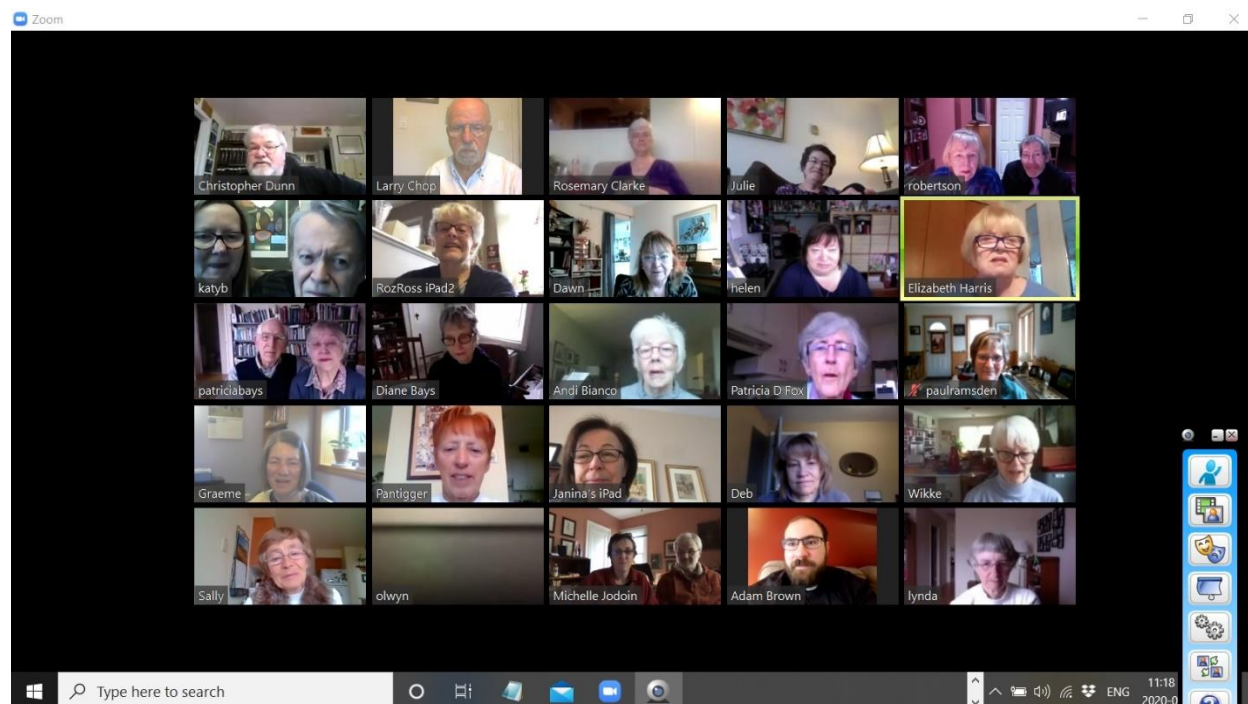 Zoom
Christopher Dunn
Larry Chop
Rosemary Clarke
Julie
robertson
katyb
RozRoss iPad2
Dawn
helen
Elizabeth Harris
patriciabays
Diane Bays
Andi Bianco
Patricia D Fox
paulramsden
Graeme
Pantigger
Janina's iPad
Deb
Wikke
Sally
olwyn
Michelle Jodoin
Adam Brown
lynda
Type here to search
ENG
11:18
2020-0